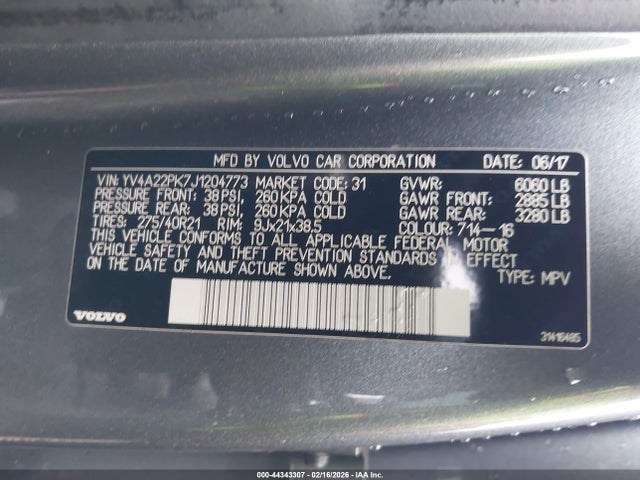 MFD BY VOLVO CAR CORPORATION DATE: 06/17
VIN: YV4A22PK7J1204773 MARKET CODE: 31 GVWR: 6060 LB
PRESSURE FRONT: 38 PSI, 260 KPA COLD GAWR FRONT: 2885 LB
PRESSURE REAR: 38 PSI, 260 KPA COLD GAWR REAR: 3280 LB
TIRES: 275/40R21 RIM: 9Jx21x38.5 COLOUR: 714-16
THIS VEHICLE CONFORMS TO ALL APPLICABLE FEDERAL MOTOR
VEHICLE SAFETY AND THEFT PREVENTION STANDARDS IN EFFECT
ON THE DATE OF MANUFACTURE SHOWN ABOVE. TYPE: MPV
VOLVO 31416485
000-44343307 - 02/16/2026 - © IAA, Inc.